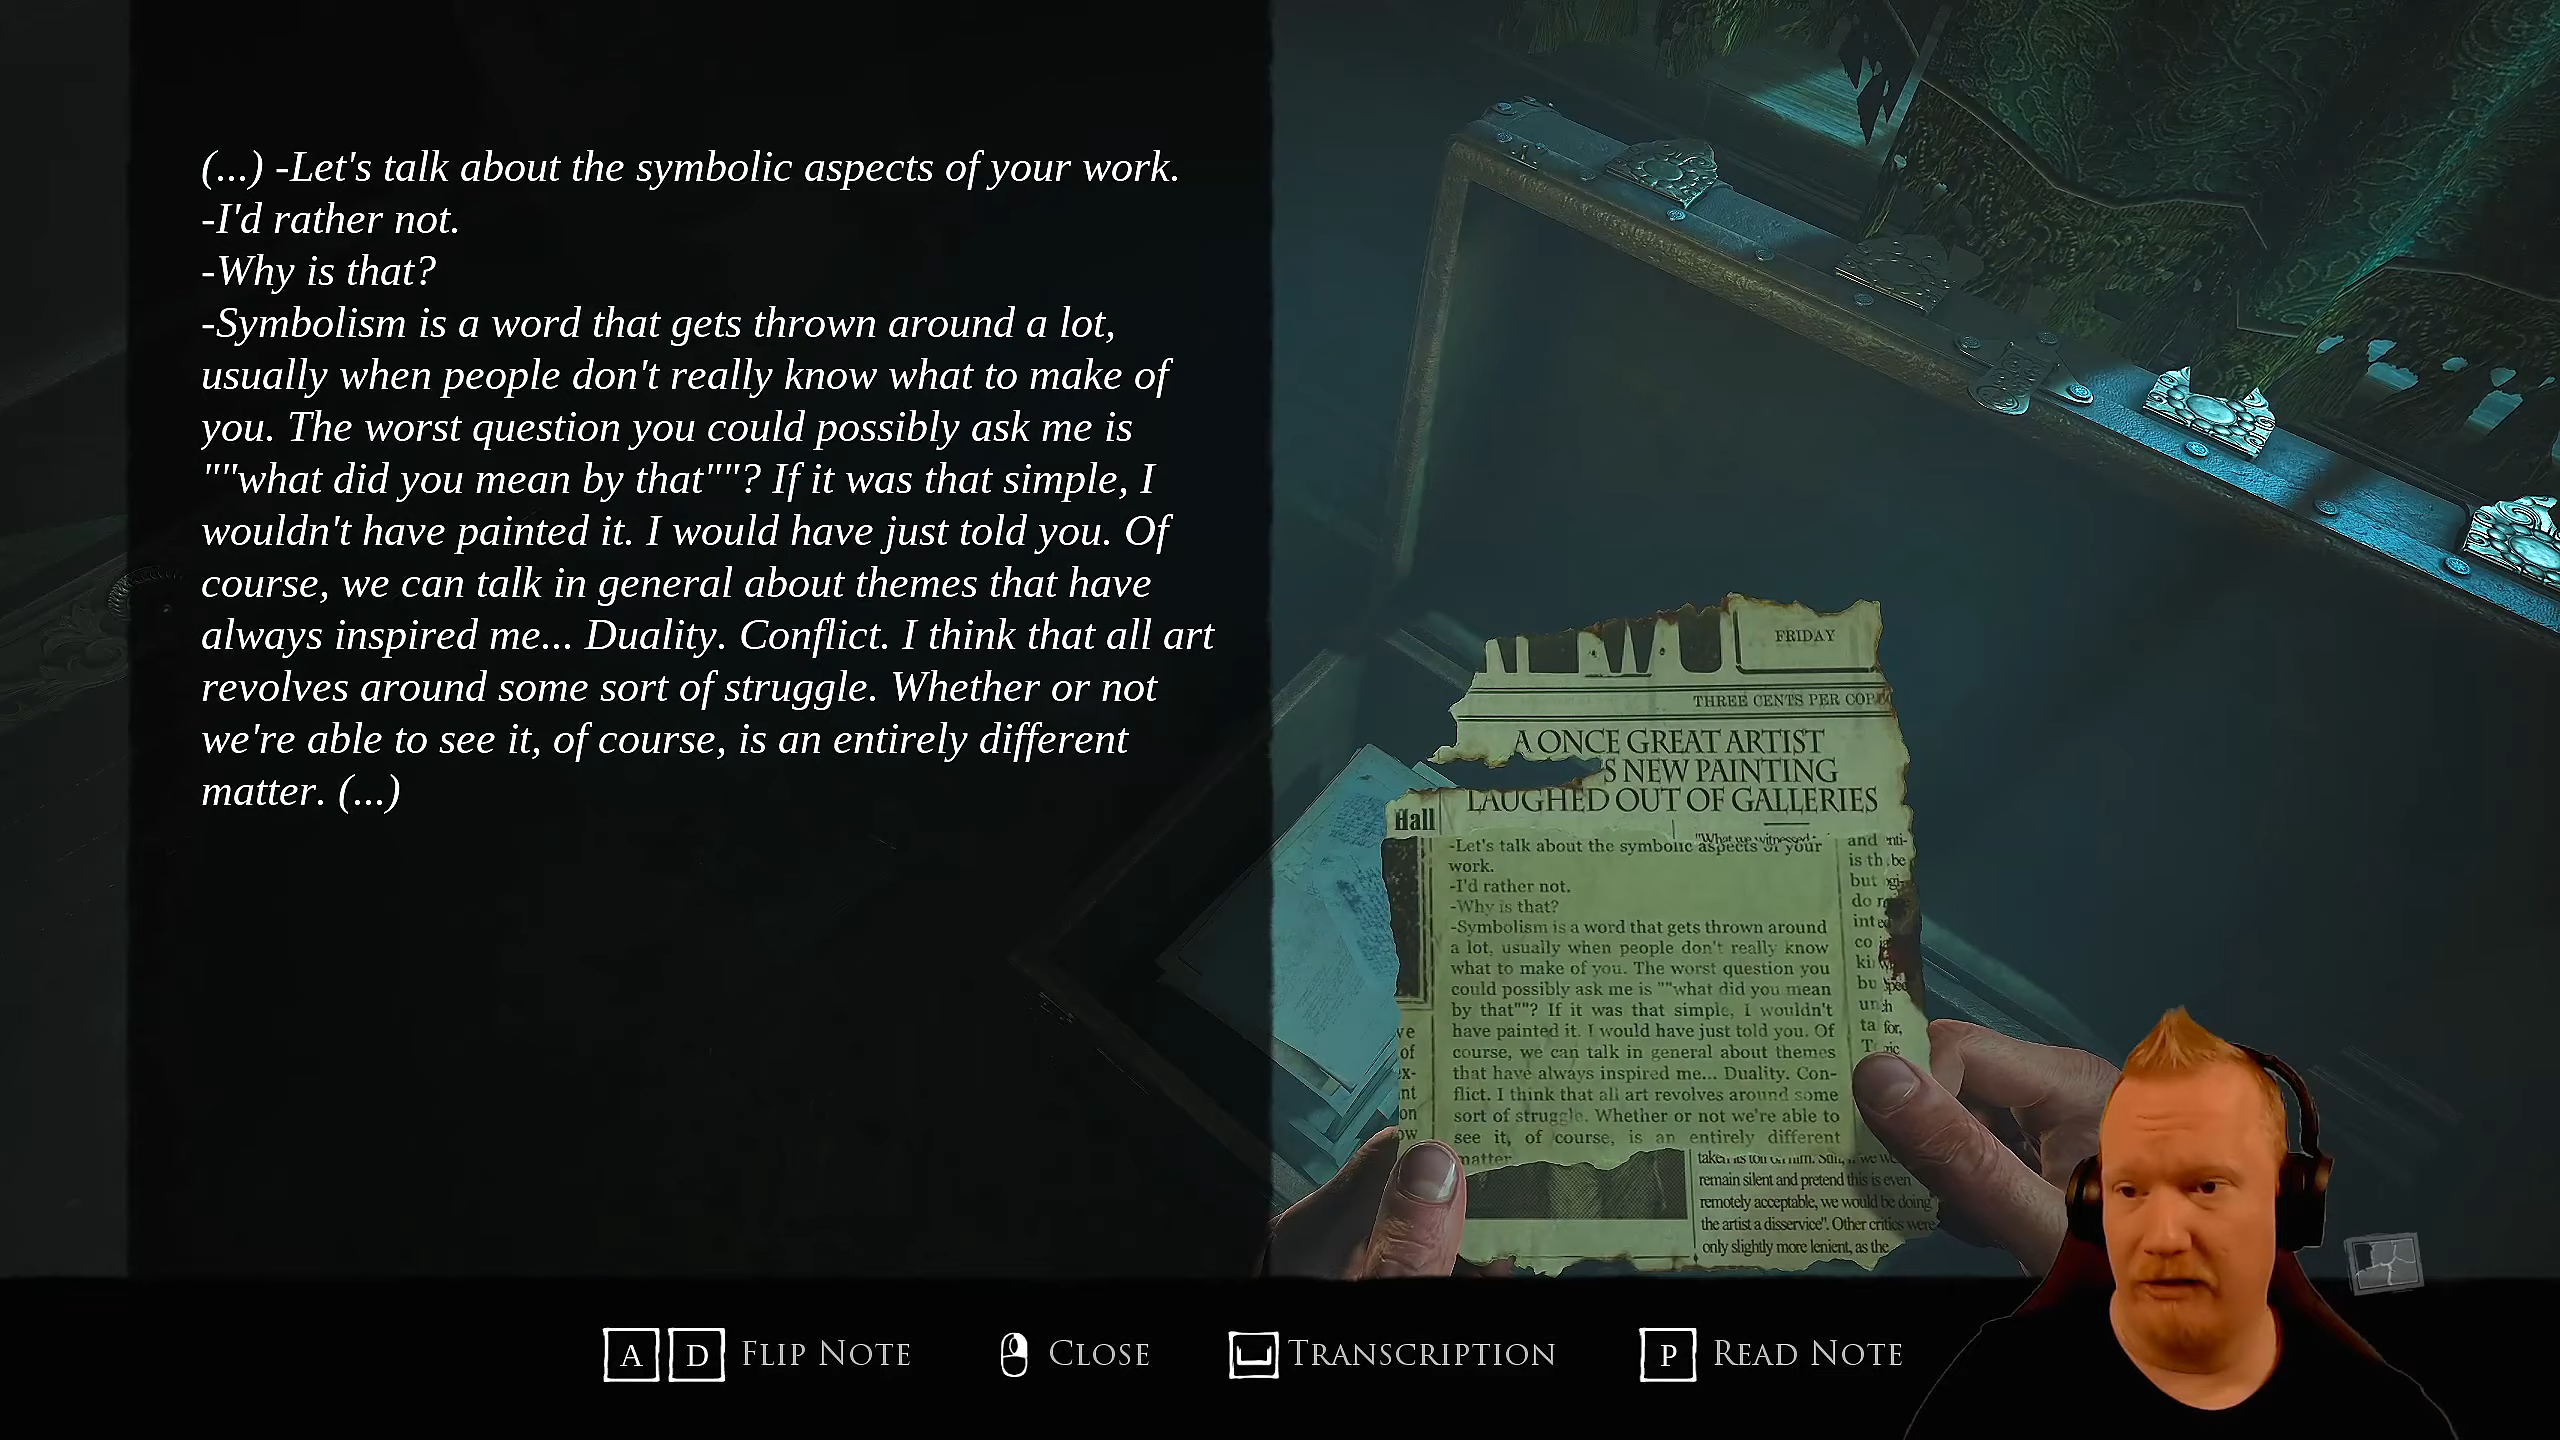 (...) -Let's talk about the symbolic aspects of your work.
-I'd rather not.
-Why is that?
-Symbolism is a word that gets thrown around a lot,
usually when people don't really know what to make of
you. The worst question you could possibly ask me is
""what did you mean by that""? If it was that simple, I
wouldn't have painted it. I would have just told you. Of
course, we can talk in general about themes that have
always inspired me... Duality. Conflict. I think that all art
revolves around some sort of struggle. Whether or not
we're able to see it, of course, is an entirely different
matter. (...)
FRIDAY
THREE CENTS PER
A ONCE GREAT ARTIST
NEW PAINTING
LAUGHED OUT OF GALLERIES
Hall
"What we witnessed
-Let's talk about the symbolic aspects of your
work.
-I'd rather not.
-Why is that?
-Symbolism is a word that gets thrown around
a lot, usually when people don't really know
what to make of you. The worst question you
could possibly ask me is ""what did you mean
by that""? If it was that simple, I wouldn't
have painted it. I would have just told you. Of
course, we can talk in general about themes
that have always inspired me... Duality. Con-
flict. I think that all art revolves around some
sort of struggle. Whether or not we're able to
see it, of course, is an entirely different
matter
and
is th
but
do
of
on
remain silent and pretend this is even
remotely acceptable, we would be doing
the artist a disservice". Other critics were
only slightly more lenient, as the
A D FLIP NOTE CLOSE TRANSCRIPTION P READ NOTE